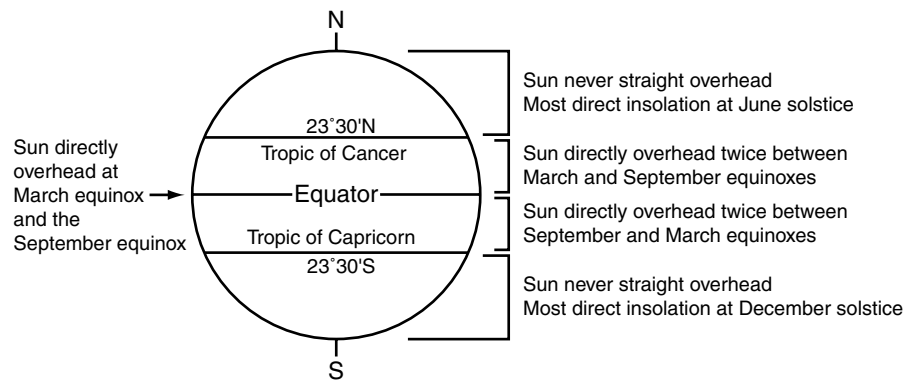 N
Sun never straight overhead
Most direct insolation at June solstice
23˚30'N
Tropic of Cancer
Sun directly
overhead at
March equinox
and the
September equinox
Sun directly overhead twice between
March and September equinoxes
Equator
Sun directly overhead twice between
September and March equinoxes
Tropic of Capricorn
23˚30'S
Sun never straight overhead
Most direct insolation at December solstice
S